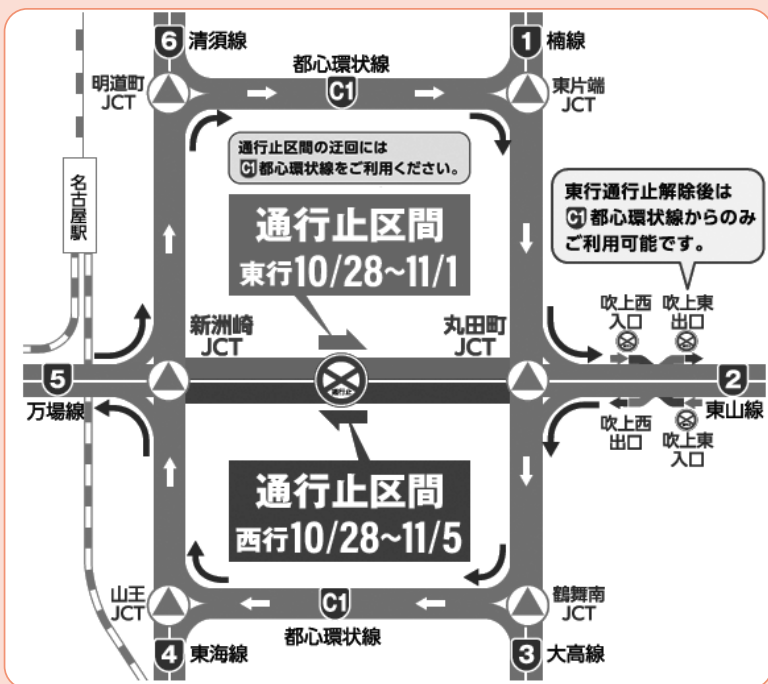 6 清須線
1 楠線
都心環状線
C1
明道町
JCT
東片端
JCT
通行止区間の迂回には
C1都心環状線をご利用ください。
名古屋駅
東行通行止解除後は
C1都心環状線からのみ
ご利用可能です。
通行止区間
東行10/28~11/1
吹上西
入口
吹上東
出口
新洲崎
JCT
丸田町
JCT
5
万場線
通行止
2
東山線
吹上西
出口
吹上東
入口
通行止区間
西行10/28~11/5
山王
JCT
C1
都心環状線
鶴舞南
JCT
4 東海線
3 大高線